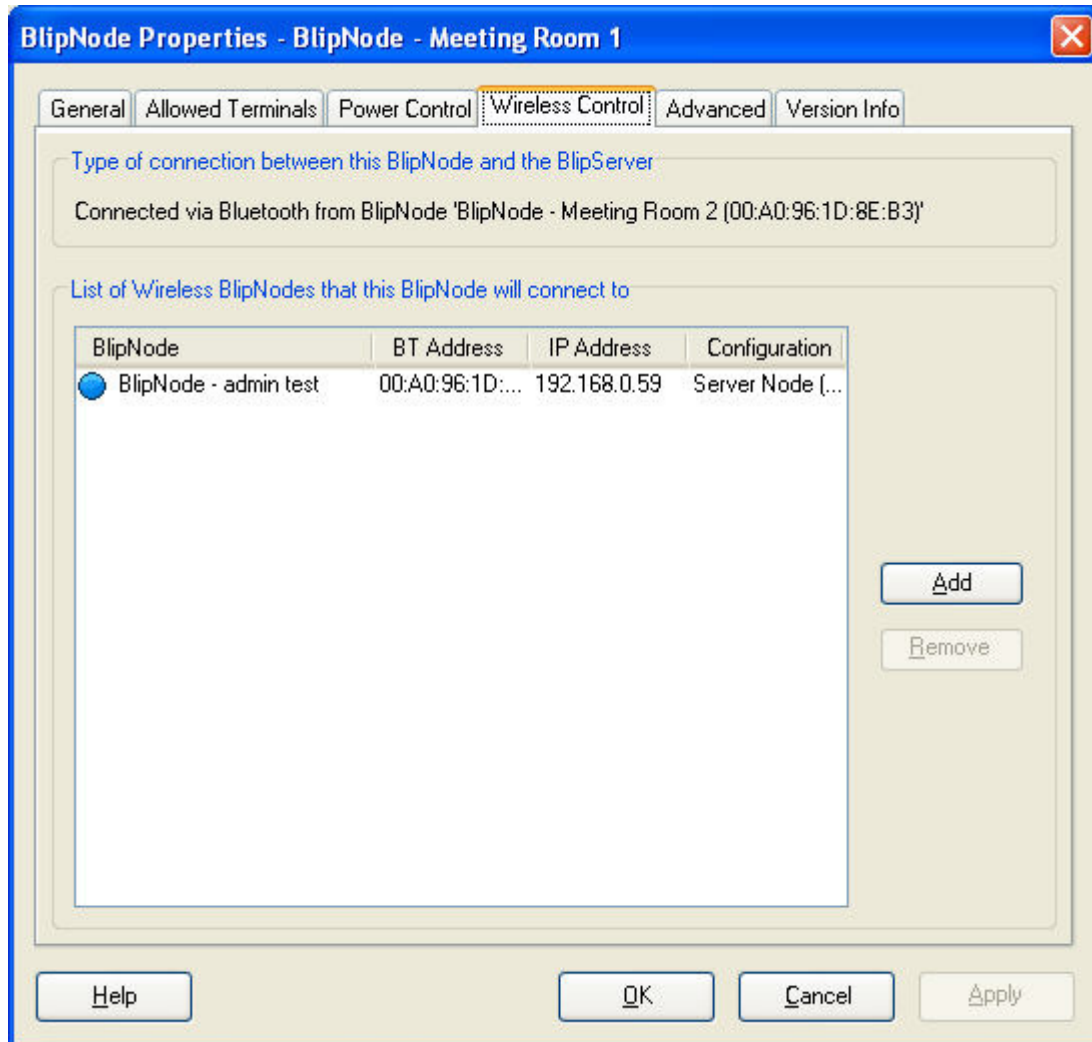 BlipNode Properties - BlipNode - Meeting Room 1
General Allowed Terminals Power Control Wireless Control Advanced Version Info
Type of connection between this BlipNode and the BlipServer
Connected via Bluetooth from BlipNode 'BlipNode - Meeting Room 2 (00:A0:96:1D:8E:B3)'
List of Wireless BlipNodes that this BlipNode will connect to
BlipNode BT Address IP Address Configuration
BlipNode - admin test 00:A0:96:1D:... 192.168.0.59 Server Node (...
Add
Remove
Help OK Cancel Apply